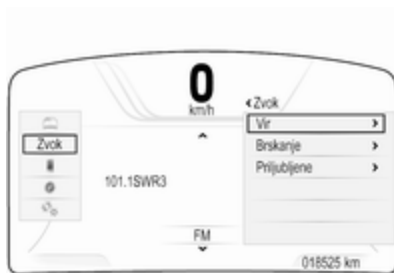 0
km/h
Zvok
101.1SWR3
FM
Zvok
Vir
Brskanje
Priljubljene
018525 km